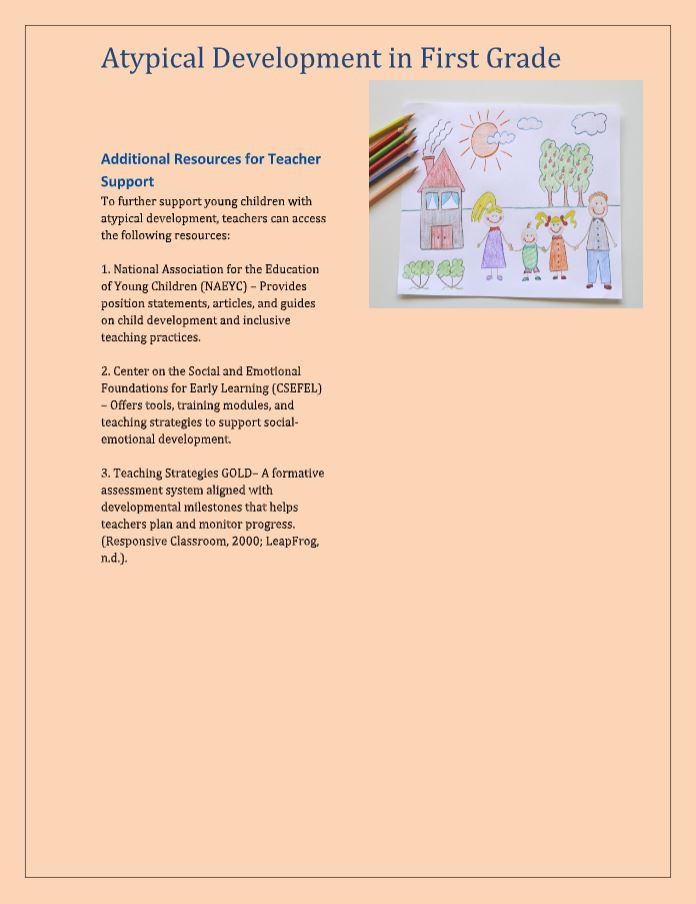 Atypical Development in First Grade
Additional Resources for Teacher
Support
To further support young children with
atypical development, teachers can access
the following resources:
1. National Association for the Education
of Young Children (NAEYC) – Provides
position statements, articles, and guides
on child development and inclusive
teaching practices.
2. Center on the Social and Emotional
Foundations for Early Learning (CSEFEL)
– Offers tools, training modules, and
teaching strategies to support social-
emotional development.
3. Teaching Strategies GOLD– A formative
assessment system aligned with
developmental milestones that helps
teachers plan and monitor progress.
(Responsive Classroom, 2000; LeapFrog,
n.d.).